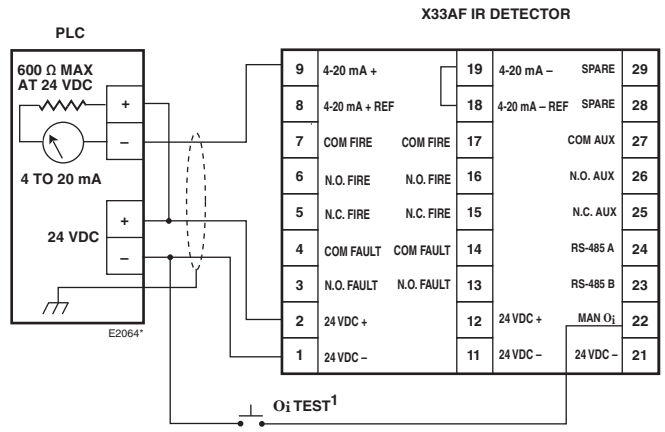 X33AF IR DETECTOR
PLC
600 Ω MAX
AT 24 VDC
+
–
4 TO 20 mA
24 VDC
+
–
E2064*
9 4-20 mA + 19 4-20 mA – SPARE 29
8 4-20 mA + REF 18 4-20 mA – REF SPARE 28
7 COM FIRE COM FIRE 17 COM AUX 27
6 N.O. FIRE N.O. FIRE 16 N.O. AUX 26
5 N.C. FIRE N.C. FIRE 15 N.C. AUX 25
4 COM FAULT COM FAULT 14 RS-485 A 24
3 N.O. FAULT N.O. FAULT 13 RS-485 B 23
2 24 VDC + 12 24 VDC + MAN Oi 22
1 24 VDC – 11 24 VDC – 24 VDC – 21
Oi TEST1